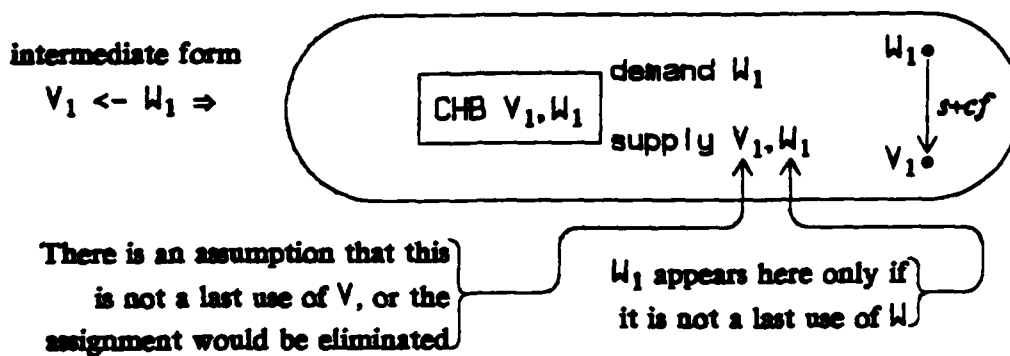 intermediate form
V₁ <- W₁ ⇒
CHB V₁,W₁
demand W₁
supply V₁,W₁
W₁
s+cf
V₁
There is an assumption that this
is not a last use of V, or the
assignment would be eliminated
W₁ appears here only if
it is not a last use of W